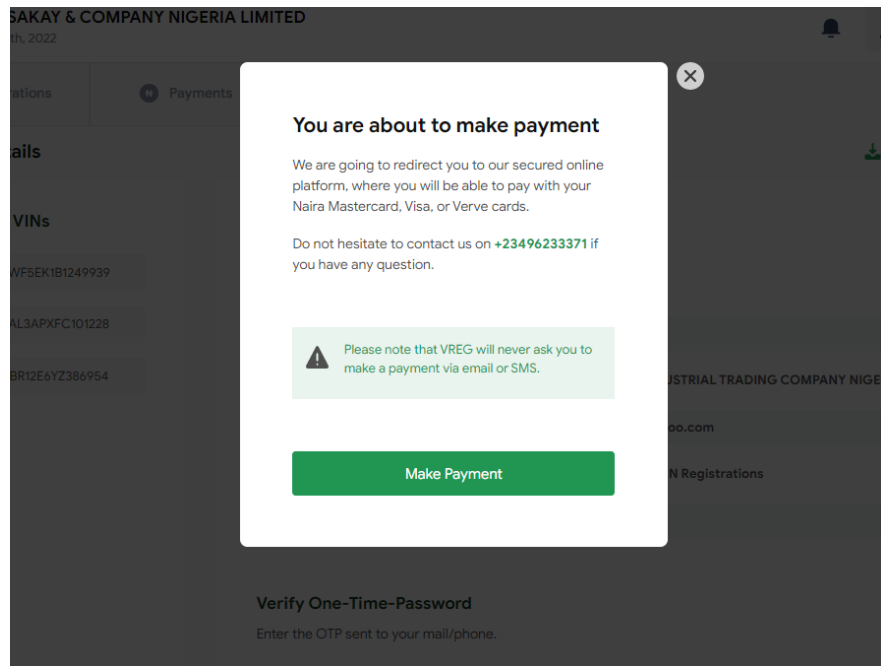 SAKAY & COMPANY NIGERIA LIMITED
th, 2022
rations
N Payments
ails
You are about to make payment
We are going to redirect you to our secured online
platform, where you will be able to pay with your
Naira Mastercard, Visa, or Verve cards.
Do not hesitate to contact us on +23496233371 if
you have any question.
Please note that VREG will never ask you to
make a payment via email or SMS.
Make Payment
VINs
WF5EK1B1249939
AL3APXFC101228
BR12E6YZ386954
USTRIAL TRADING COMPANY NIGE
oo.com
N Registrations
Verify One-Time-Password
Enter the OTP sent to your mail/phone.